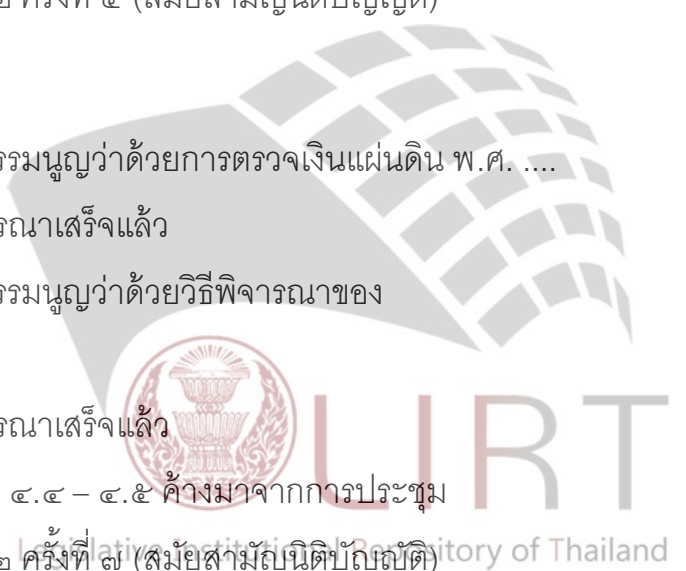 ๒ ครั้งที่ ๕ (สมัยสามัญนิติบัญญัติ)
รรมนูญว่าด้วยการตรวจเงินแผ่นดิน พ.ศ. ....
รณาเสร็จแล้ว
รรมนูญว่าด้วยวิธีพิจารณาของ
รณาเสร็จแล้ว
LIRT
๔.๔ – ๔.๕ ค้างมาจากการประชุม
๒ ครั้งที่ ๗ (สมัยสามัญนิติบัญญัติ)
Legislative Institutional Repository of Thailand